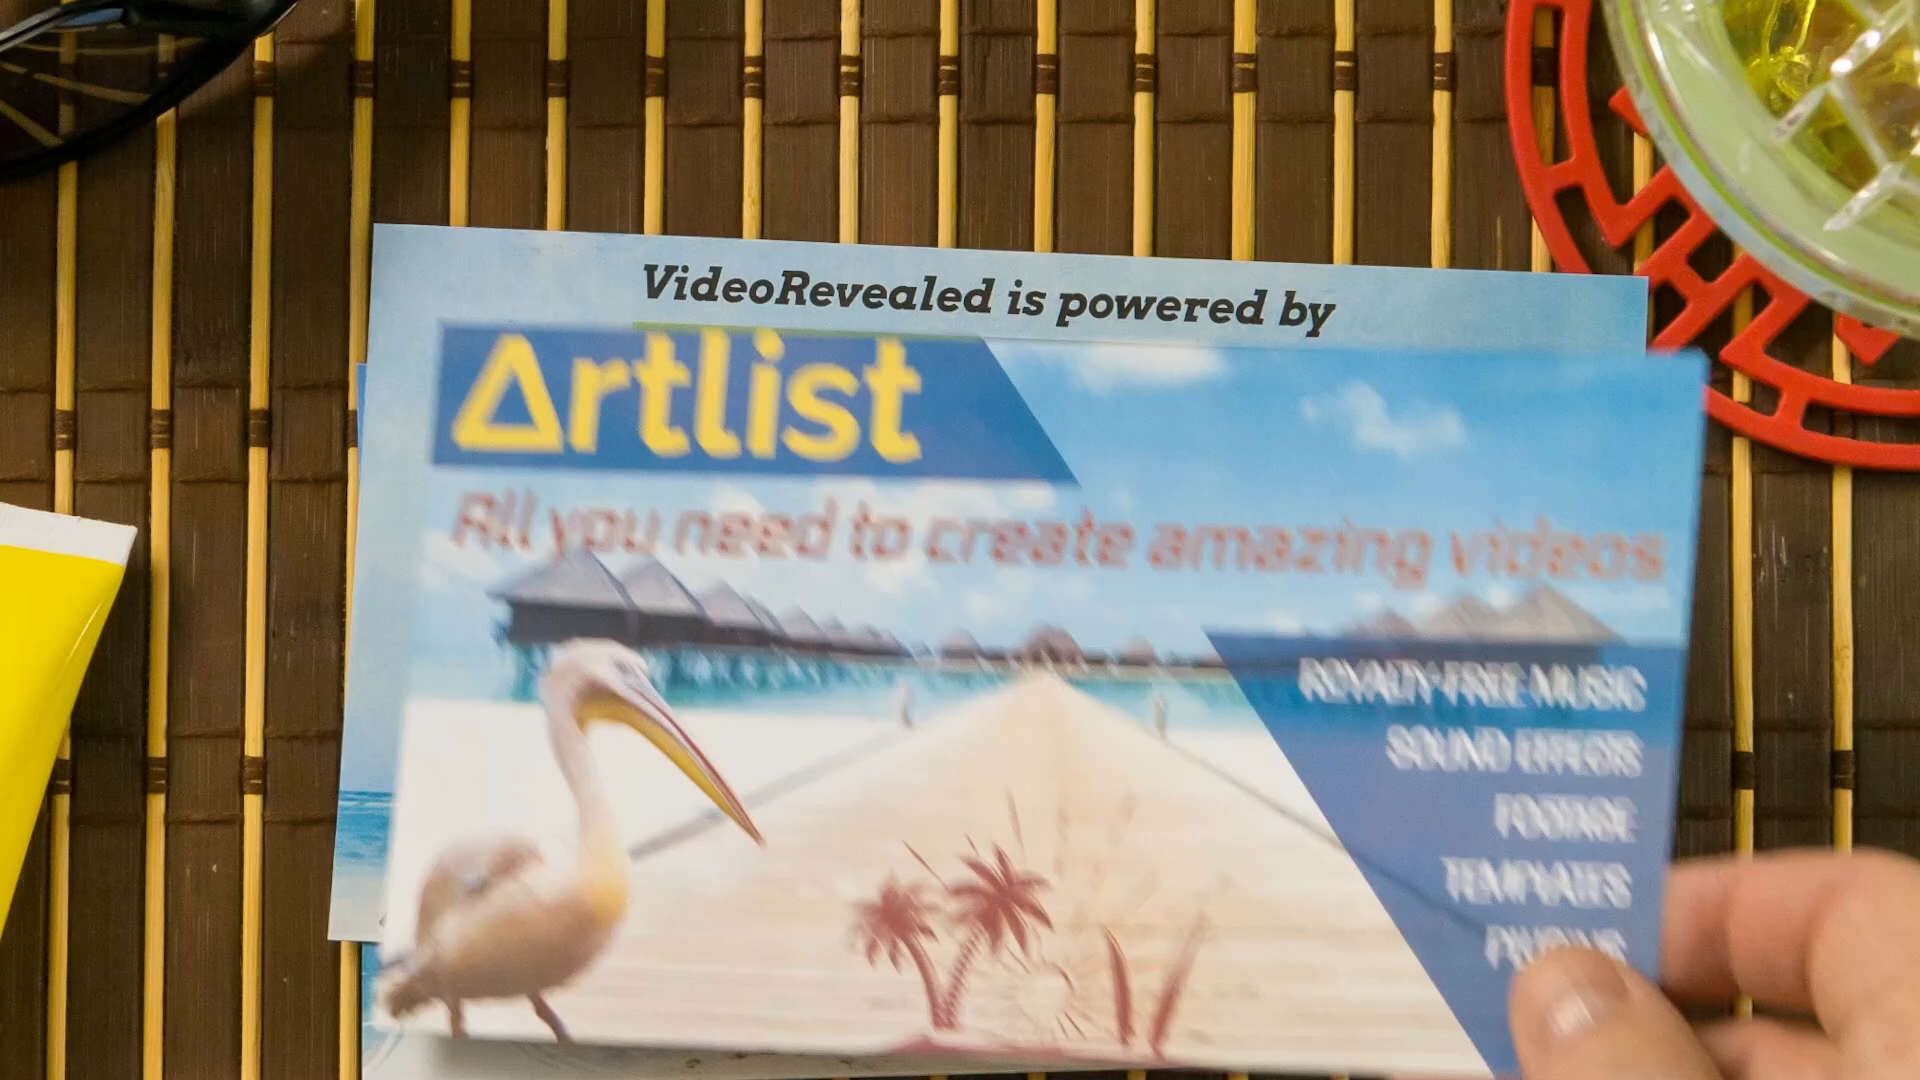 VideoRevealed is powered by
Artlist
All you need to create amazing videos
ROYALTY-FREE MUSIC
SOUND EFFECTS
FOOTAGE
TEMPLATES
PLUGINS